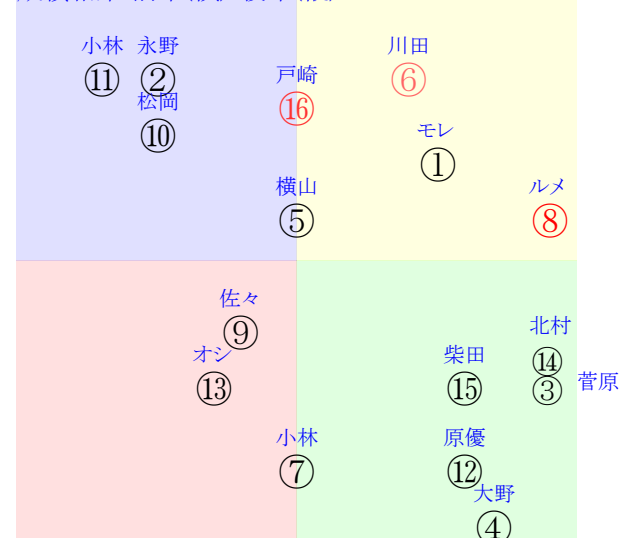 小林 永野
⑪ ②
松岡
⑩
戸崎
⑯
川田
⑥
モレ
①
横山
⑤
ルメ
⑧
佐々
⑨
オシ
⑬
北村
⑭
柴田
⑮
③ 菅原
小林
⑦
原優
⑫
大野
④